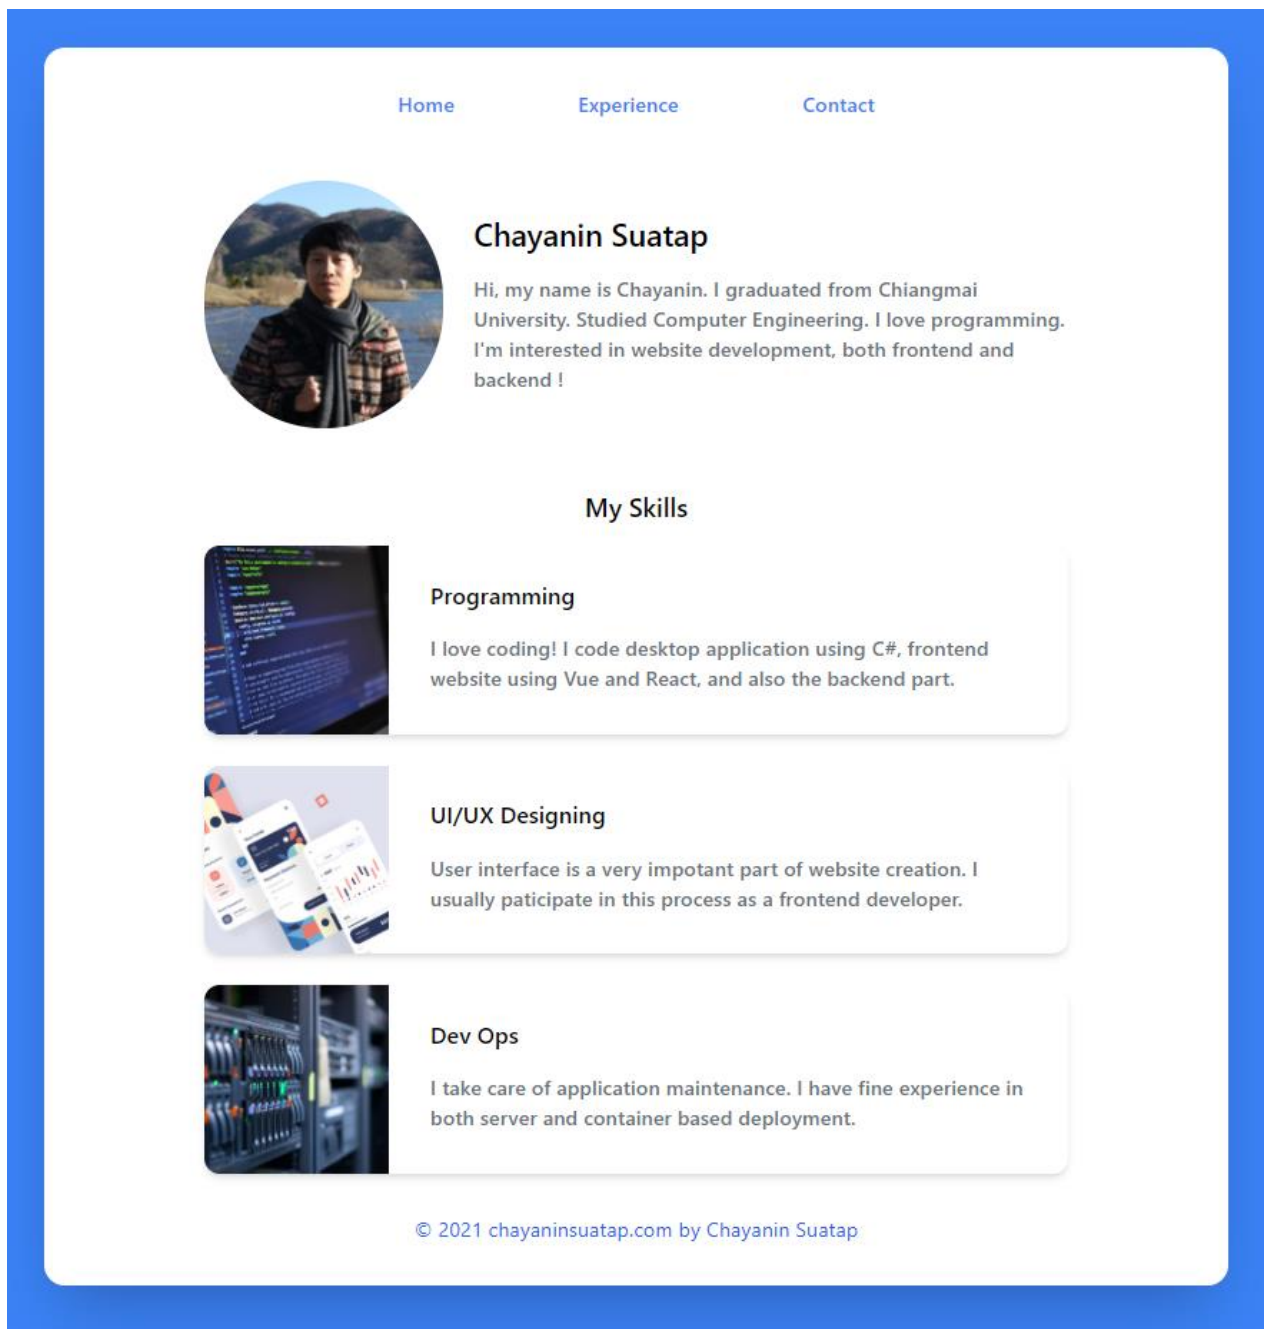 Home Experience Contact
Chayanin Suatap
Hi, my name is Chayanin. I graduated from Chiangmai
University. Studied Computer Engineering. I love programming.
I'm interested in website development, both frontend and
backend !
My Skills
Programming
I love coding! I code desktop application using C#, frontend
website using Vue and React, and also the backend part.
UI/UX Designing
User interface is a very impotant part of website creation. I
usually paticipate in this process as a frontend developer.
Dev Ops
I take care of application maintenance. I have fine experience in
both server and container based deployment.
© 2021 chayaninsuatap.com by Chayanin Suatap